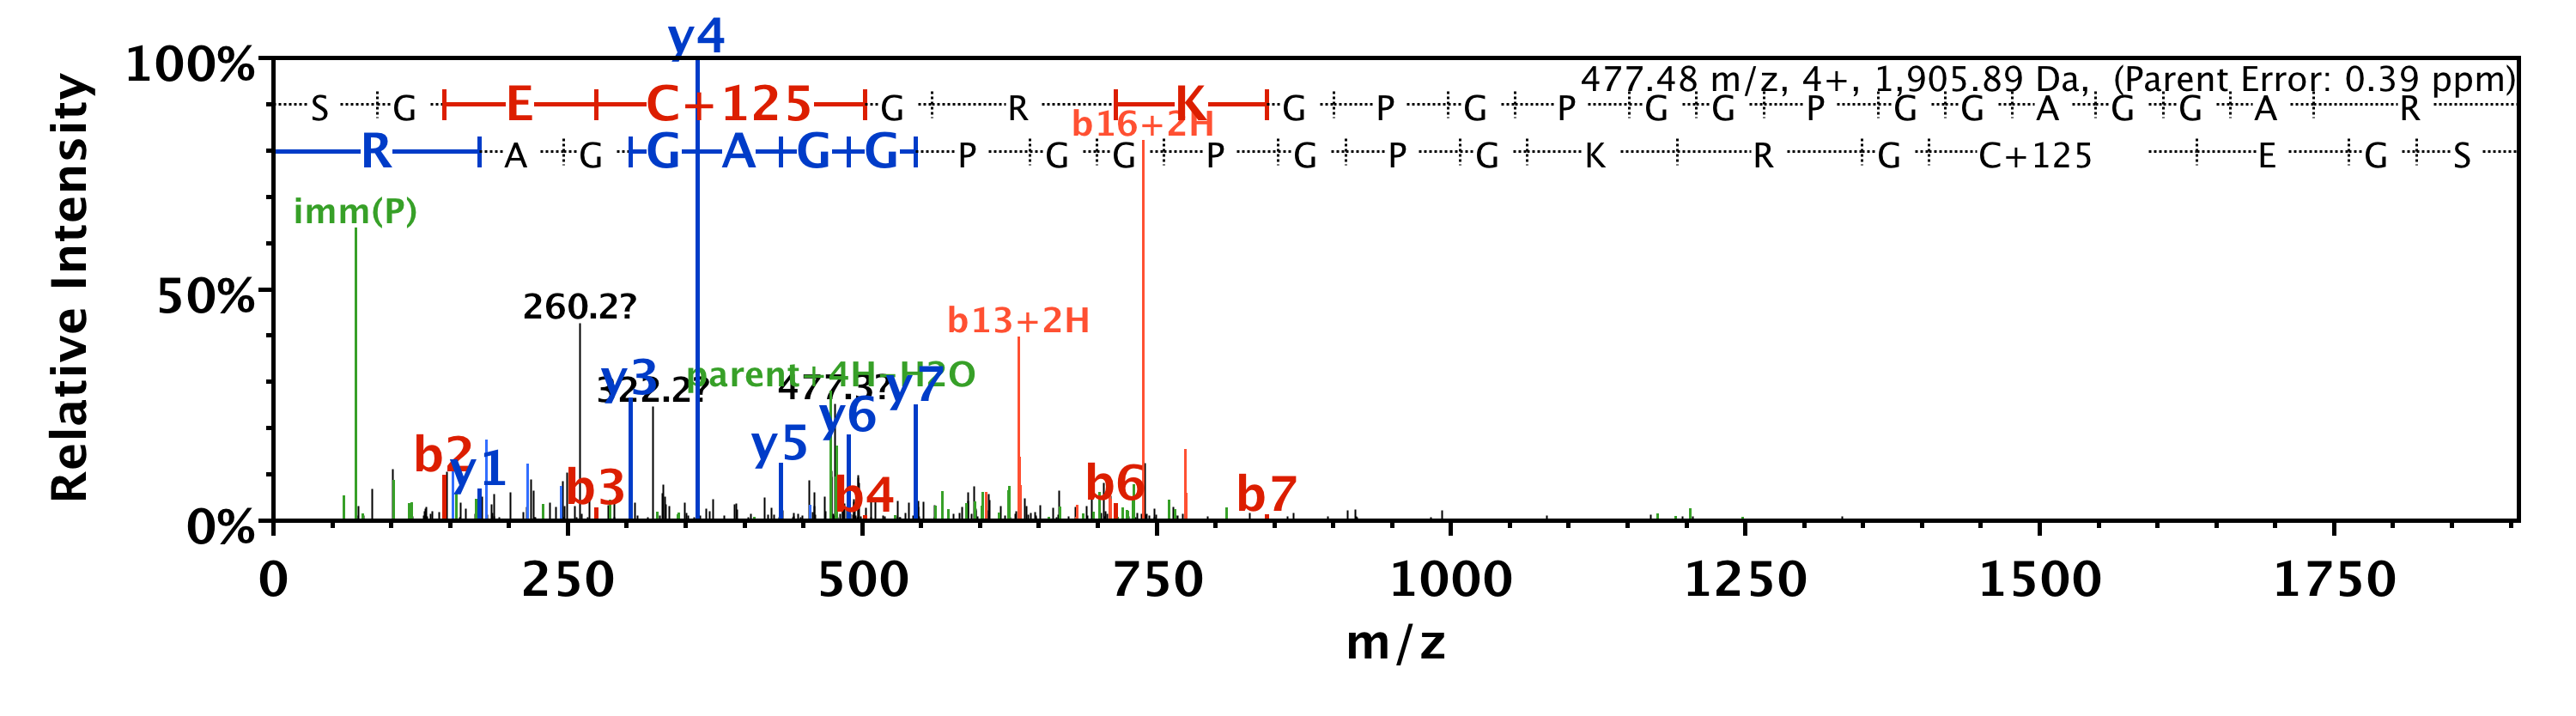 y4
100%
477.48 m/z, 4+, 1,905.89 Da, (Parent Error: 0.39 ppm)
S G E C+125 G R K G P G P G G P G G A G G A R
b16+2H
R A G G A G G P G G P G P G K R G C+125 E G S
imm(P)
50%
260.2?
b13+2H
y3
322.2?
parent+4H-H2O
477.3?
y7
y6
y5
b2
y1
b3
b4
b6
b7
0%
0 250 500 750 1000 1250 1500 1750
m/z
Relative Intensity